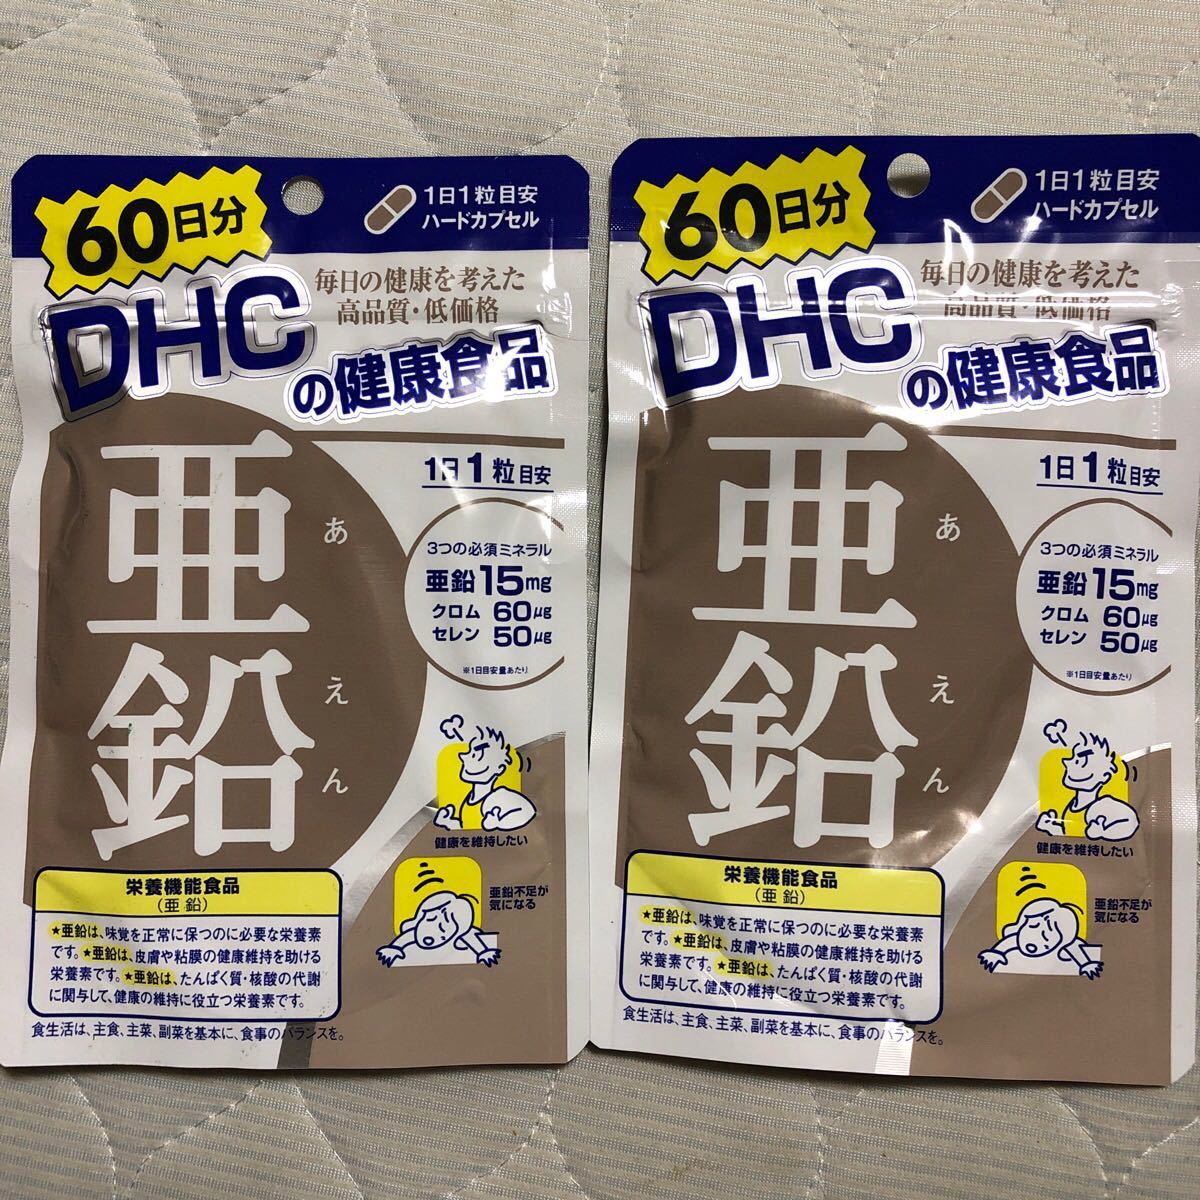 60日分
1日1粒目安
ハードカプセル
毎日の健康を考えた
高品質・低価格
DHC
の健康食品
亜鉛
あえん
1日1粒目安
3つの必須ミネラル
亜鉛 15mg
クロム 60μg
セレン 50μg
※1日目安量あたり
健康を維持したい
亜鉛不足が
気になる
栄養機能食品
(亜鉛)
★亜鉛は、味覚を正常に保つのに必要な栄養素
です。★亜鉛は、皮膚や粘膜の健康維持を助ける
栄養素です。★亜鉛は、たんぱく質・核酸の代謝
に関与して、健康の維持に役立つ栄養素です。
食生活は、主食、主菜、副菜を基本に、食事のバランスを。
60日分
1日1粒目安
ハードカプセル
毎日の健康を考えた
高品質・低価格
DHC
の健康食品
亜鉛
あえん
1日1粒目安
3つの必須ミネラル
亜鉛 15mg
クロム 60μg
セレン 50μg
※1日目安量あたり
健康を維持したい
亜鉛不足が
気になる
栄養機能食品
(亜鉛)
★亜鉛は、味覚を正常に保つのに必要な栄養素
です。★亜鉛は、皮膚や粘膜の健康維持を助ける
栄養素です。★亜鉛は、たんぱく質・核酸の代謝
に関与して、健康の維持に役立つ栄養素です。
食生活は、主食、主菜、副菜を基本に、食事のバランスを。